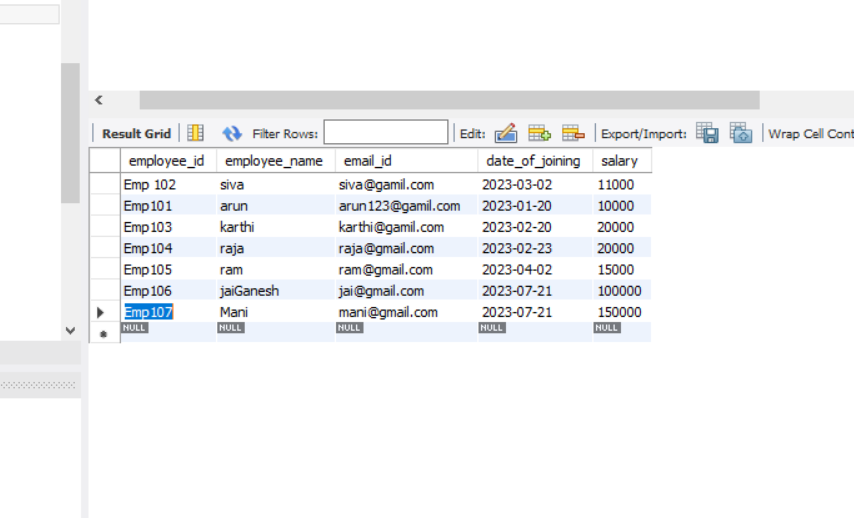 Result Grid Filter Rows: Edit: Export/Import: Wrap Cell Cont
employee_id employee_name email_id date_of_joining salary
Emp 102 siva siva@gamil.com 2023-03-02 11000
Emp101 arun arun123@gamil.com 2023-01-20 10000
Emp103 karthi karthi@gamil.com 2023-02-20 20000
Emp104 raja raja@gmail.com 2023-02-23 20000
Emp105 ram ram@gmail.com 2023-04-02 15000
Emp106 jaiGanesh jai@gmail.com 2023-07-21 100000
Emp107 Mani mani@gmail.com 2023-07-21 150000
NULL NULL NULL NULL NULL